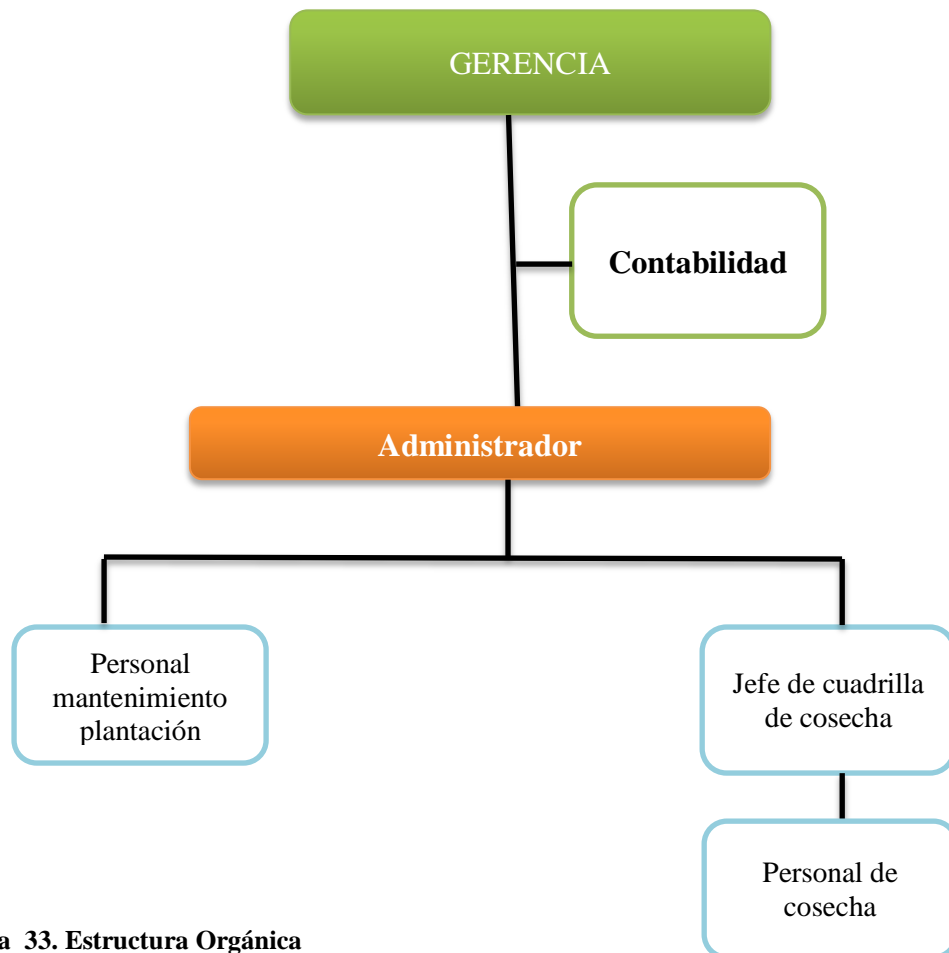 GERENCIA
Contabilidad
Administrador
Personal
mantenimiento
plantación
Jefe de cuadrilla
de cosecha
Personal de
cosecha
a 33. Estructura Orgánica